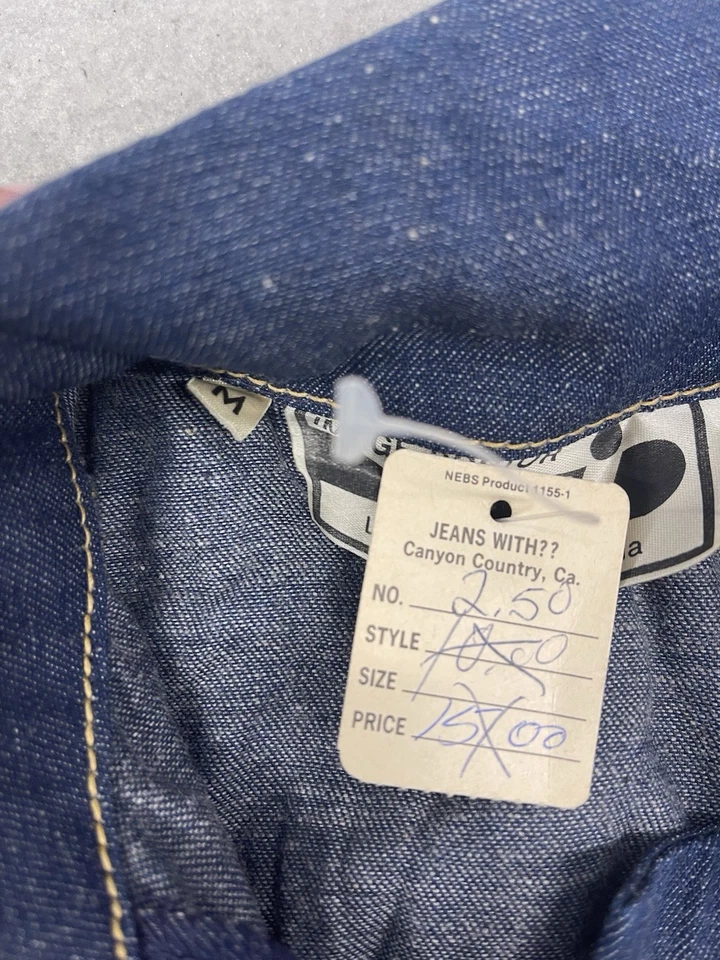 M
NEBS Product 1155-1
JEANS WITH??
Canyon Country, Ca.
NO. 2.50
STYLE 10.00
SIZE
PRICE 15.00